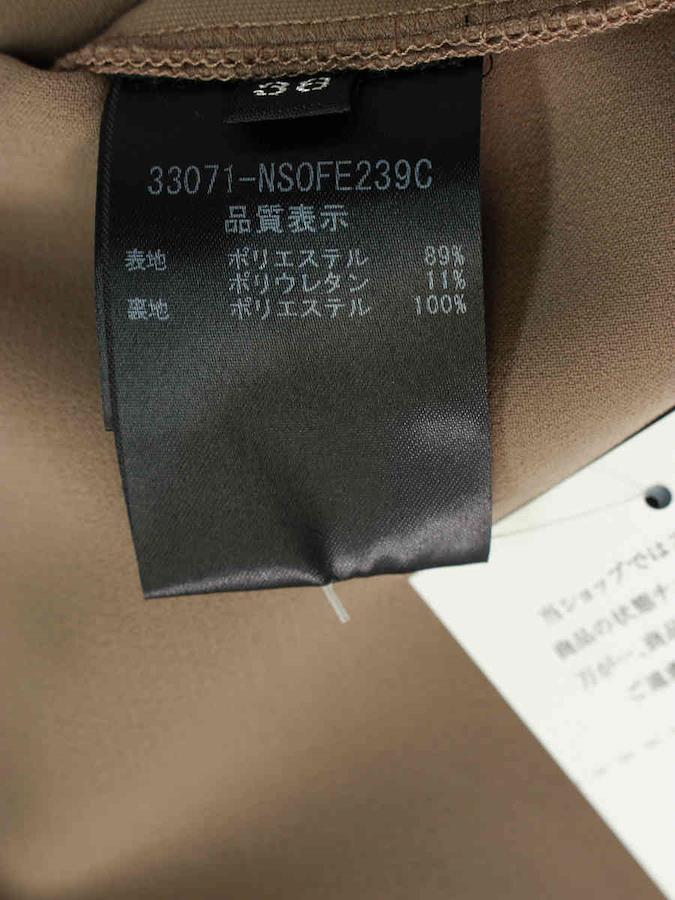 33071-NSOFE239C
品質表示
表地 ポリエステル 89%
ポリウレタン 11%
裏地 ポリエステル 100%
当ショップでは
商品の状態チ
万が一、商品
ご連